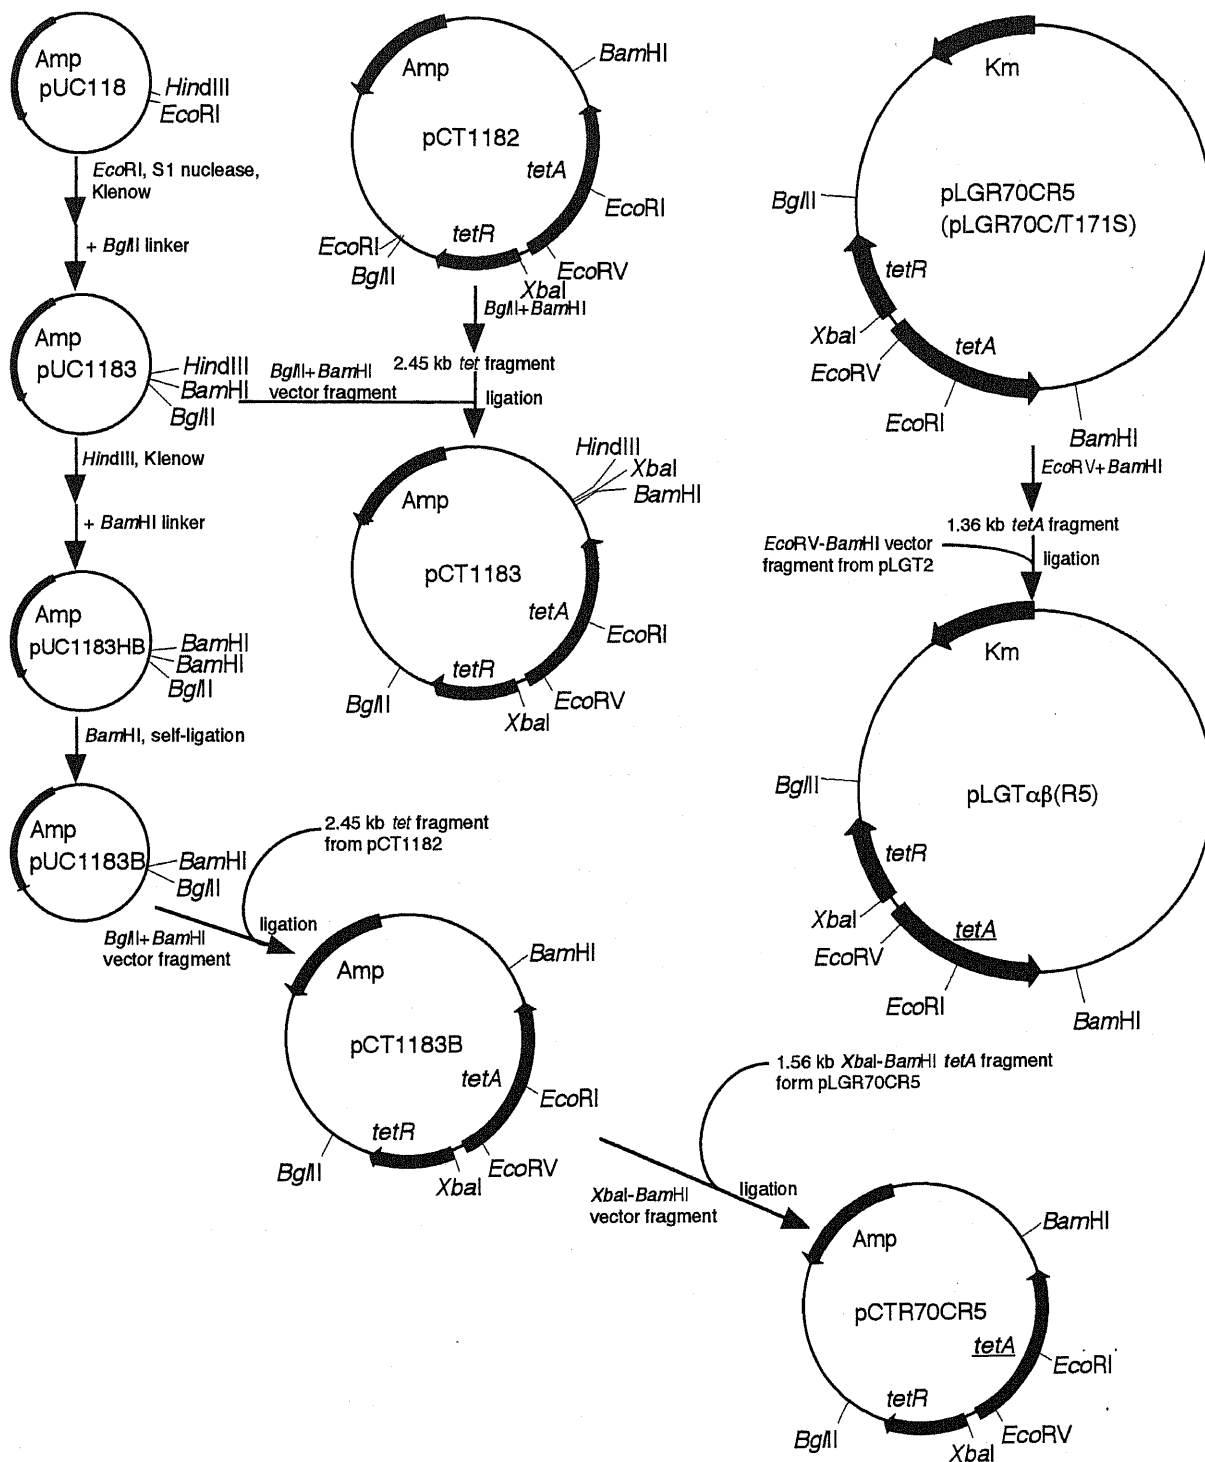 Amp
pUC118
HindIII
EcoRI
EcoRI, S1 nuclease,
Klenow
+ BglII linker
Amp
pUC1183
HindIII
BamHI
BglII
BglII+BamHI
vector fragment
HindIII, Klenow
+ BamHI linker
Amp
pUC1183HB
BamHI
BamHI
BglII
BamHI, self-ligation
Amp
pUC1183B
BamHI
BglII
BglII+BamHI
vector fragment
2.45 kb tet fragment
from pCT1182
ligation
Amp
BamHI
pCT1182
tetA
EcoRI
tetR
EcoRI
BglII
EcoRV
XbaI
BglII+BamHI
2.45 kb tet fragment
ligation
HindIII
XbaI
BamHI
Amp
pCT1183
tetA
EcoRI
tetR
BglII
EcoRV
XbaI
Amp
BamHI
pCT1183B
tetA
EcoRI
tetR
BglII
EcoRV
XbaI
Km
BglII
pLGR70CR5
(pLGR70C/T171S)
tetR
XbaI
EcoRV
tetA
EcoRI
BamHI
EcoRV+BamHI
1.36 kb tetA fragment
EcoRV-BamHI vector
fragment from pLGT2
ligation
Km
BglII
pLGTαβ(R5)
tetR
XbaI
EcoRV
tetA
EcoRI
BamHI
1.56 kb XbaI-BamHI tetA fragment
form pLGR70CR5
XbaI-BamHI
vector fragment
ligation
Amp
BamHI
pCTR70CR5
tetA
EcoRI
tetR
BglII
EcoRV
XbaI